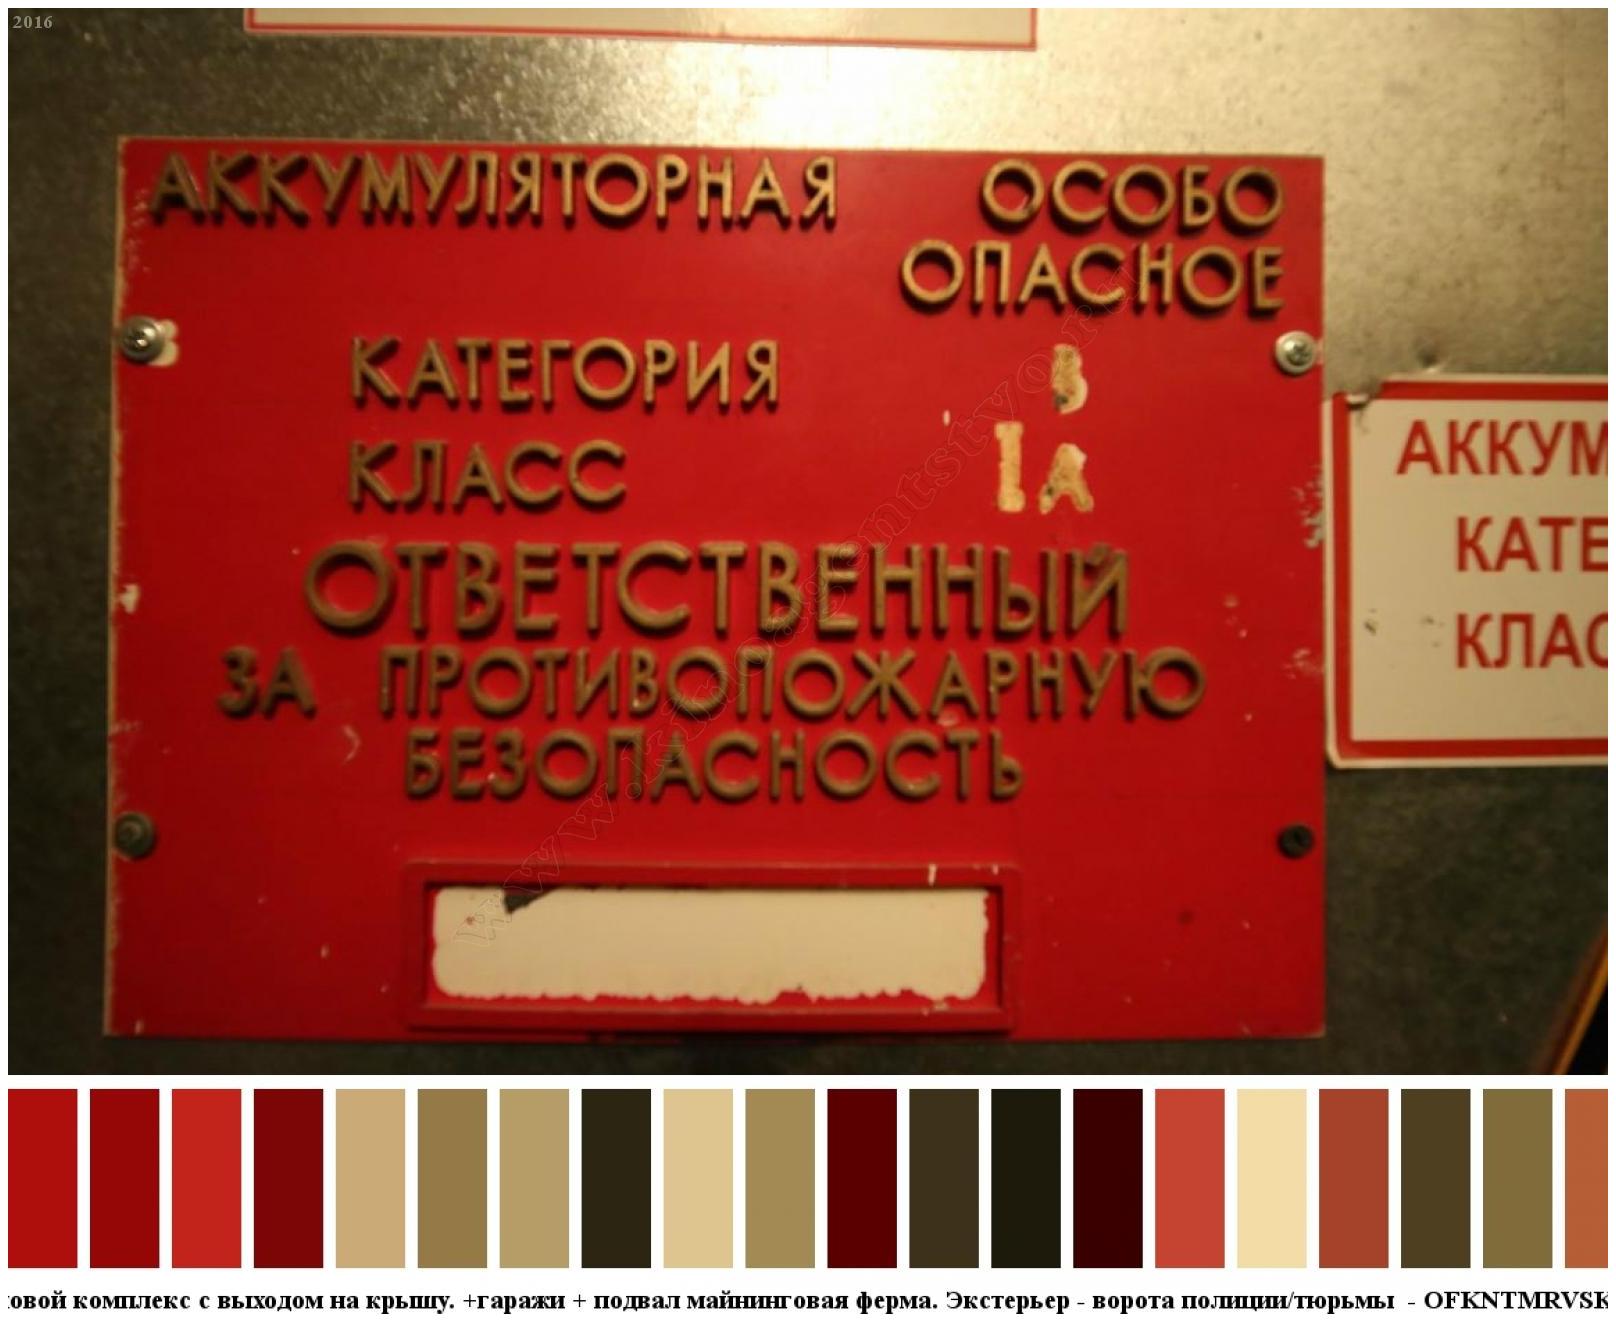 2016
АККУМУЛЯТОРНАЯ ОСОБО
ОПАСНОЕ
КАТЕГОРИЯ В
КЛАСС IА
ОТВЕТСТВЕННЫЙ
ЗА ПРОТИВОПОЖАРНУЮ
БЕЗОПАСНОСТЬ
АККУМ
КАТЕ
КЛАС
овой комплекс с выходом на крышу. +гаражи + подвал майнинговая ферма. Экстерьер - ворота полиции/тюрьмы - OFKNTMRVSK